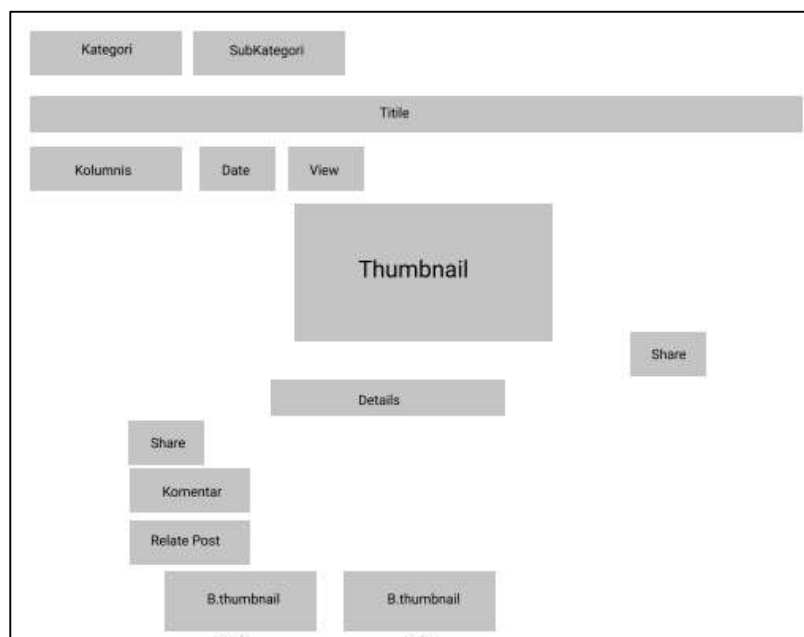 Kategori
SubKategori
Titile
Kolumnis
Date
View
Thumbnail
Share
Details
Share
Komentar
Relate Post
B.thumbnail
B.thumbnail